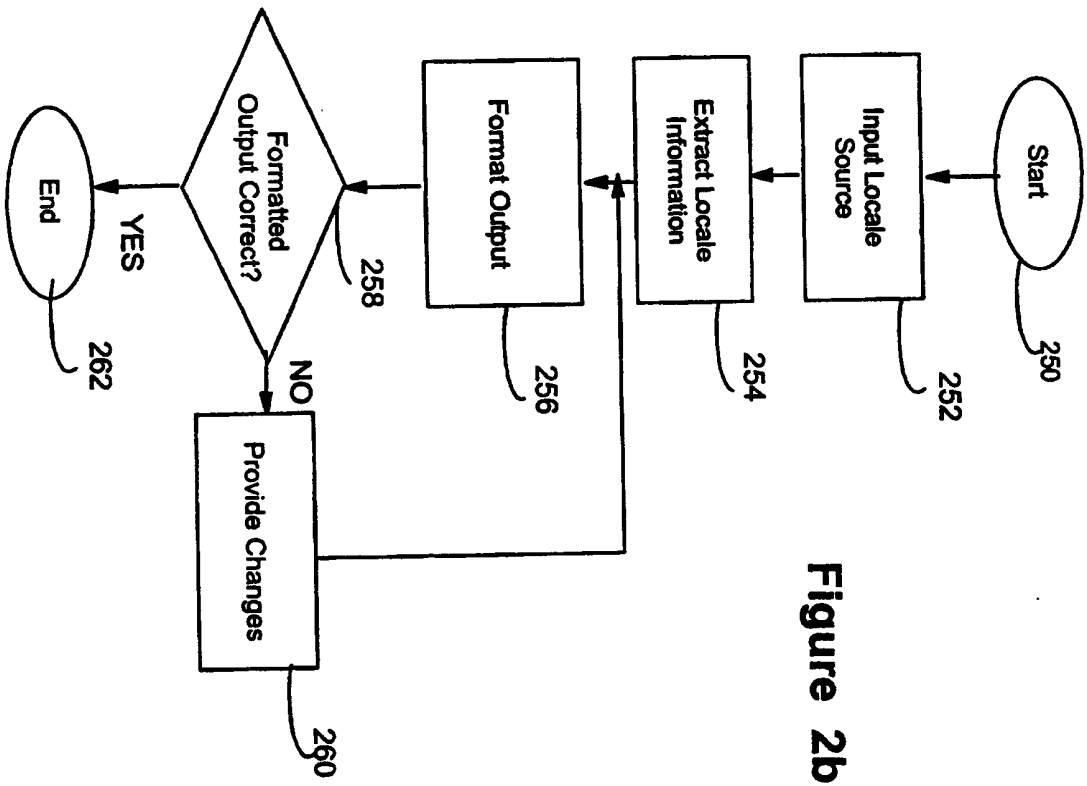 Start
250
Input Locale
Source
252
Extract Locale
Information
254
Format Output
256
Formatted
Output Correct?
258
NO
Provide Changes
260
YES
End
262
Figure 2b